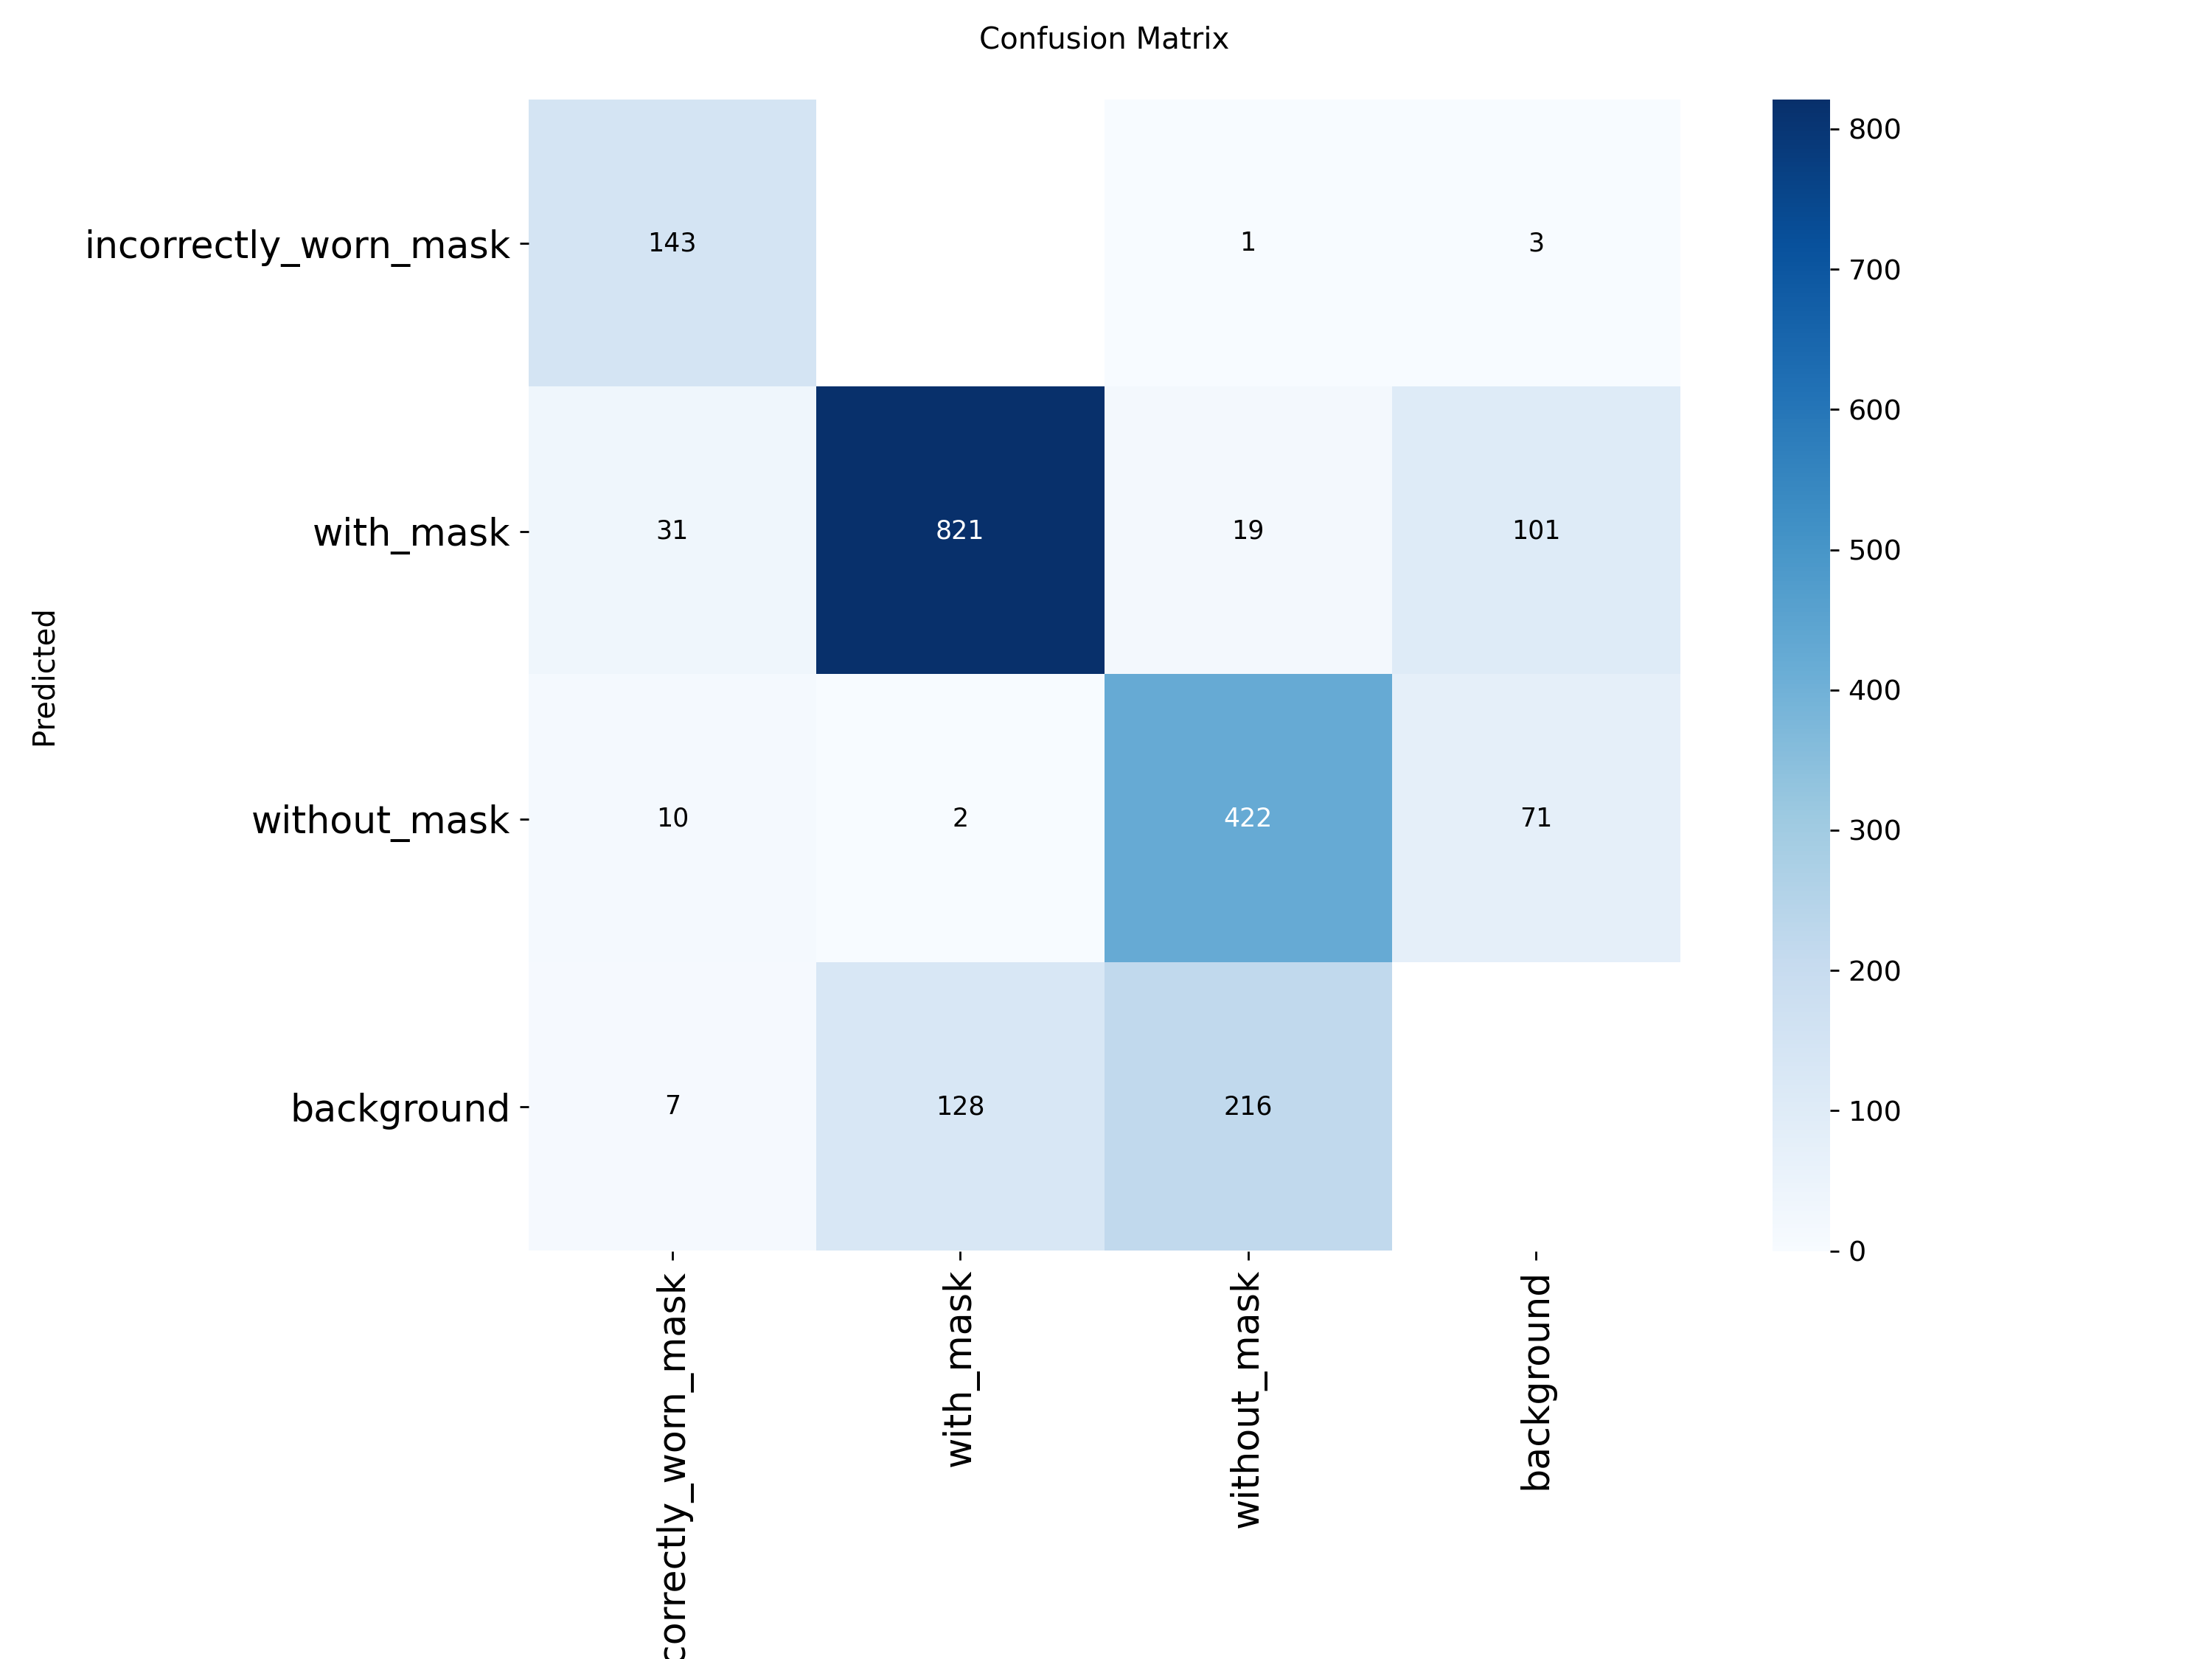 Confusion Matrix
incorrectly_worn_mask
143
1
3
with_mask
31
821
19
101
without_mask
10
2
422
71
background
7
128
216
Predicted
correctly_worn_mask
with_mask
without_mask
background
800
700
600
500
400
300
200
100
0